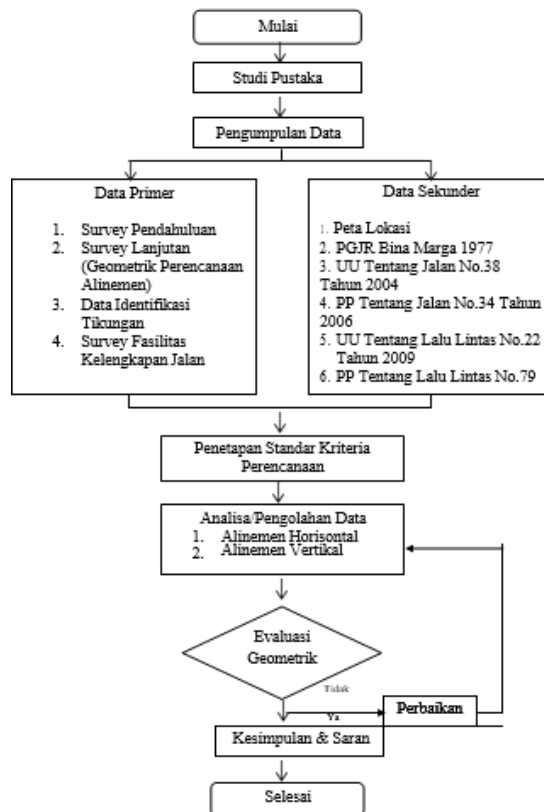 Mulai
Studi Pustaka
Pengumpulan Data
Data Primer
1. Survey Pendahuluan
2. Survey Lanjutan
(Geometrik Perencanaan
Alinemen)
3. Data Identifikasi
Tikungan
4. Survey Fasilitas
Kelengkapan Jalan
Data Sekunder
1. Peta Lokasi
2. PGJR Bina Marga 1977
3. UU Tentang Jalan No.38
Tahun 2004
4. PP Tentang Jalan No.34 Tahun
2006
5. UU Tentang Lalu Lintas No.22
Tahun 2009
6. PP Tentang Lalu Lintas No.79
Penetapan Standar Kriteria
Perencanaan
Analisa/Pengolahan Data
1. Alinemen Horisontal
2. Alinemen Vertikal
Evaluasi
Geometrik
Tidak
Ya
Perbaikan
Kesimpulan & Saran
Selesai